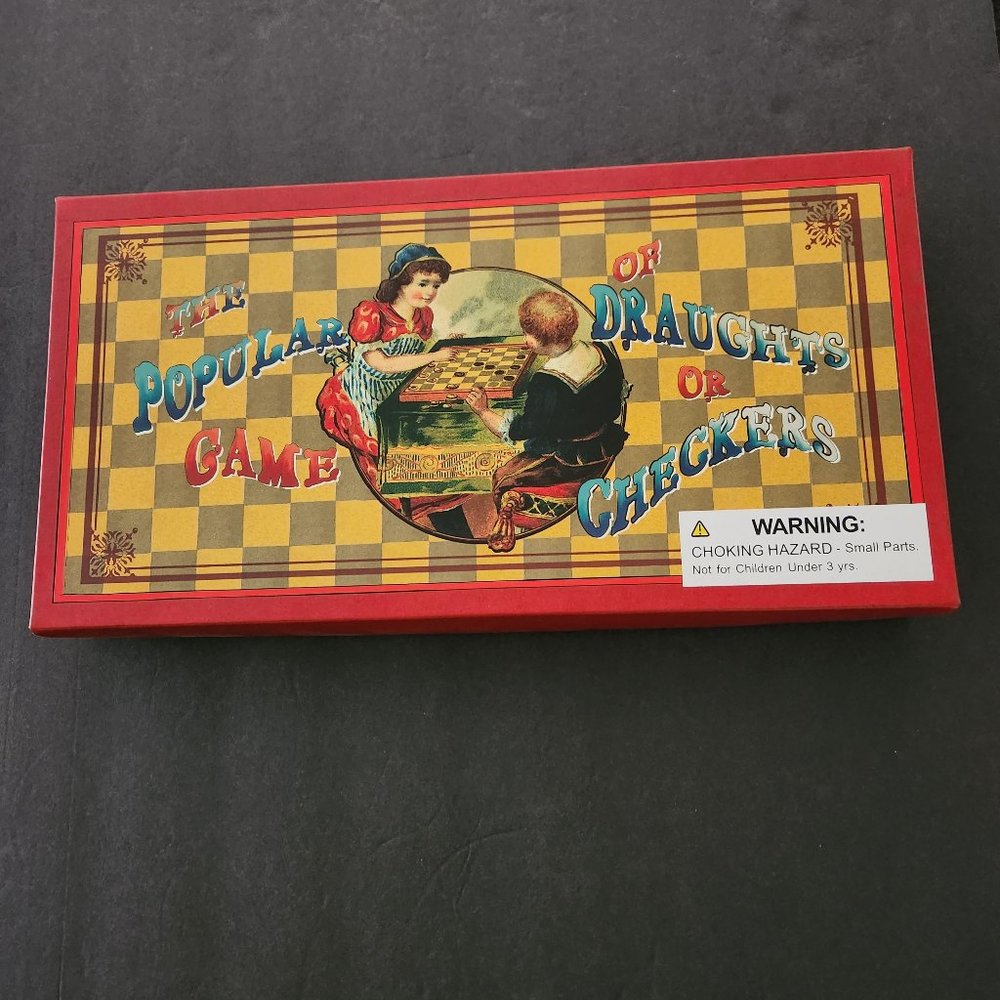 THE
POPULAR
GAME
OF
DRAUGHTS
OR
CHECKERS
WARNING:
CHOKING HAZARD - Small Parts.
Not for Children Under 3 yrs.